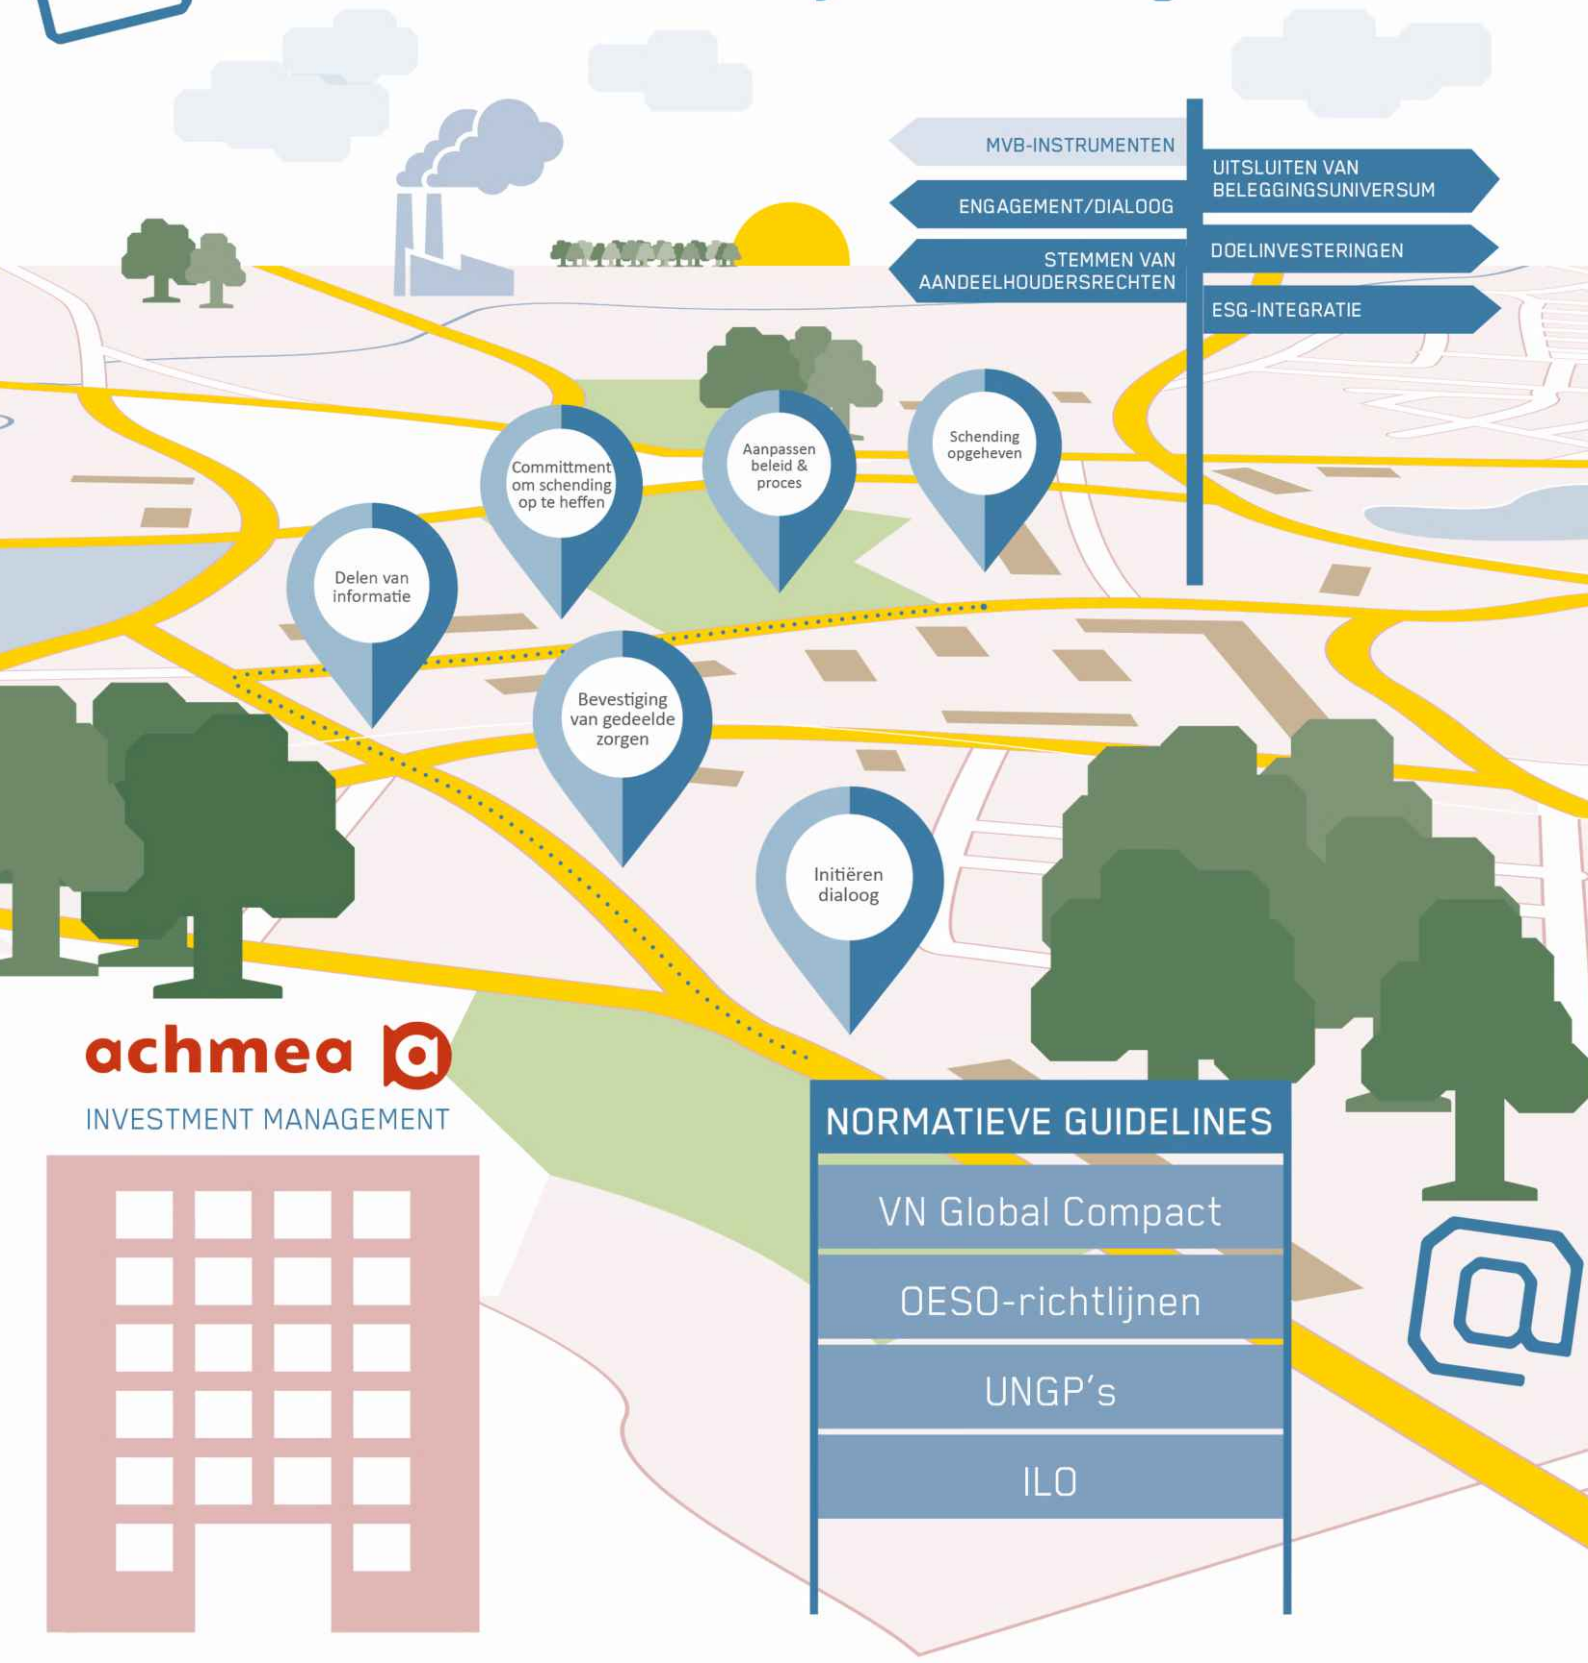 MVB-INSTRUMENTEN
ENGAGEMENT/DIALOOG
STEMMEN VAN
AANDEELHOUDERSRECHTEN
UITSLUITEN VAN
BELEGGINGSUNIVERSUM
DOELINVESTERINGEN
ESG-INTEGRATIE
Schending
opgeheven
Aanpassen
beleid &
proces
Committment
om schending
op te heffen
Delen van
informatie
Bevestiging
van gedeelde
zorgen
Initiëren
dialoog
achmea
INVESTMENT MANAGEMENT
NORMATIEVE GUIDELINES
VN Global Compact
OESO-richtlijnen
UNGP's
ILO
@